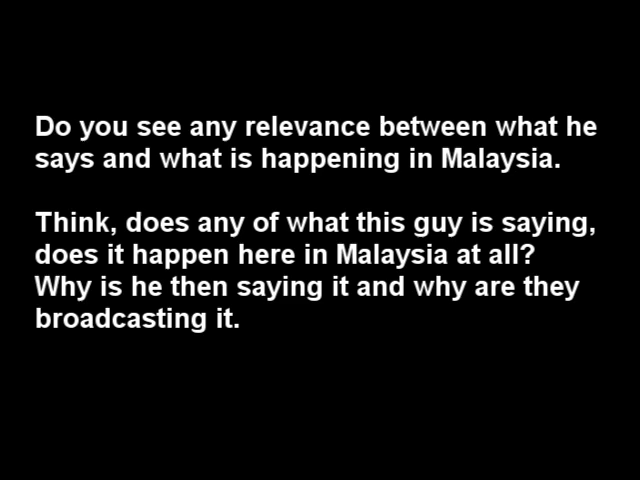 Do you see any relevance between what he
says and what is happening in Malaysia.
Think, does any of what this guy is saying,
does it happen here in Malaysia at all?
Why is he then saying it and why are they
broadcasting it.